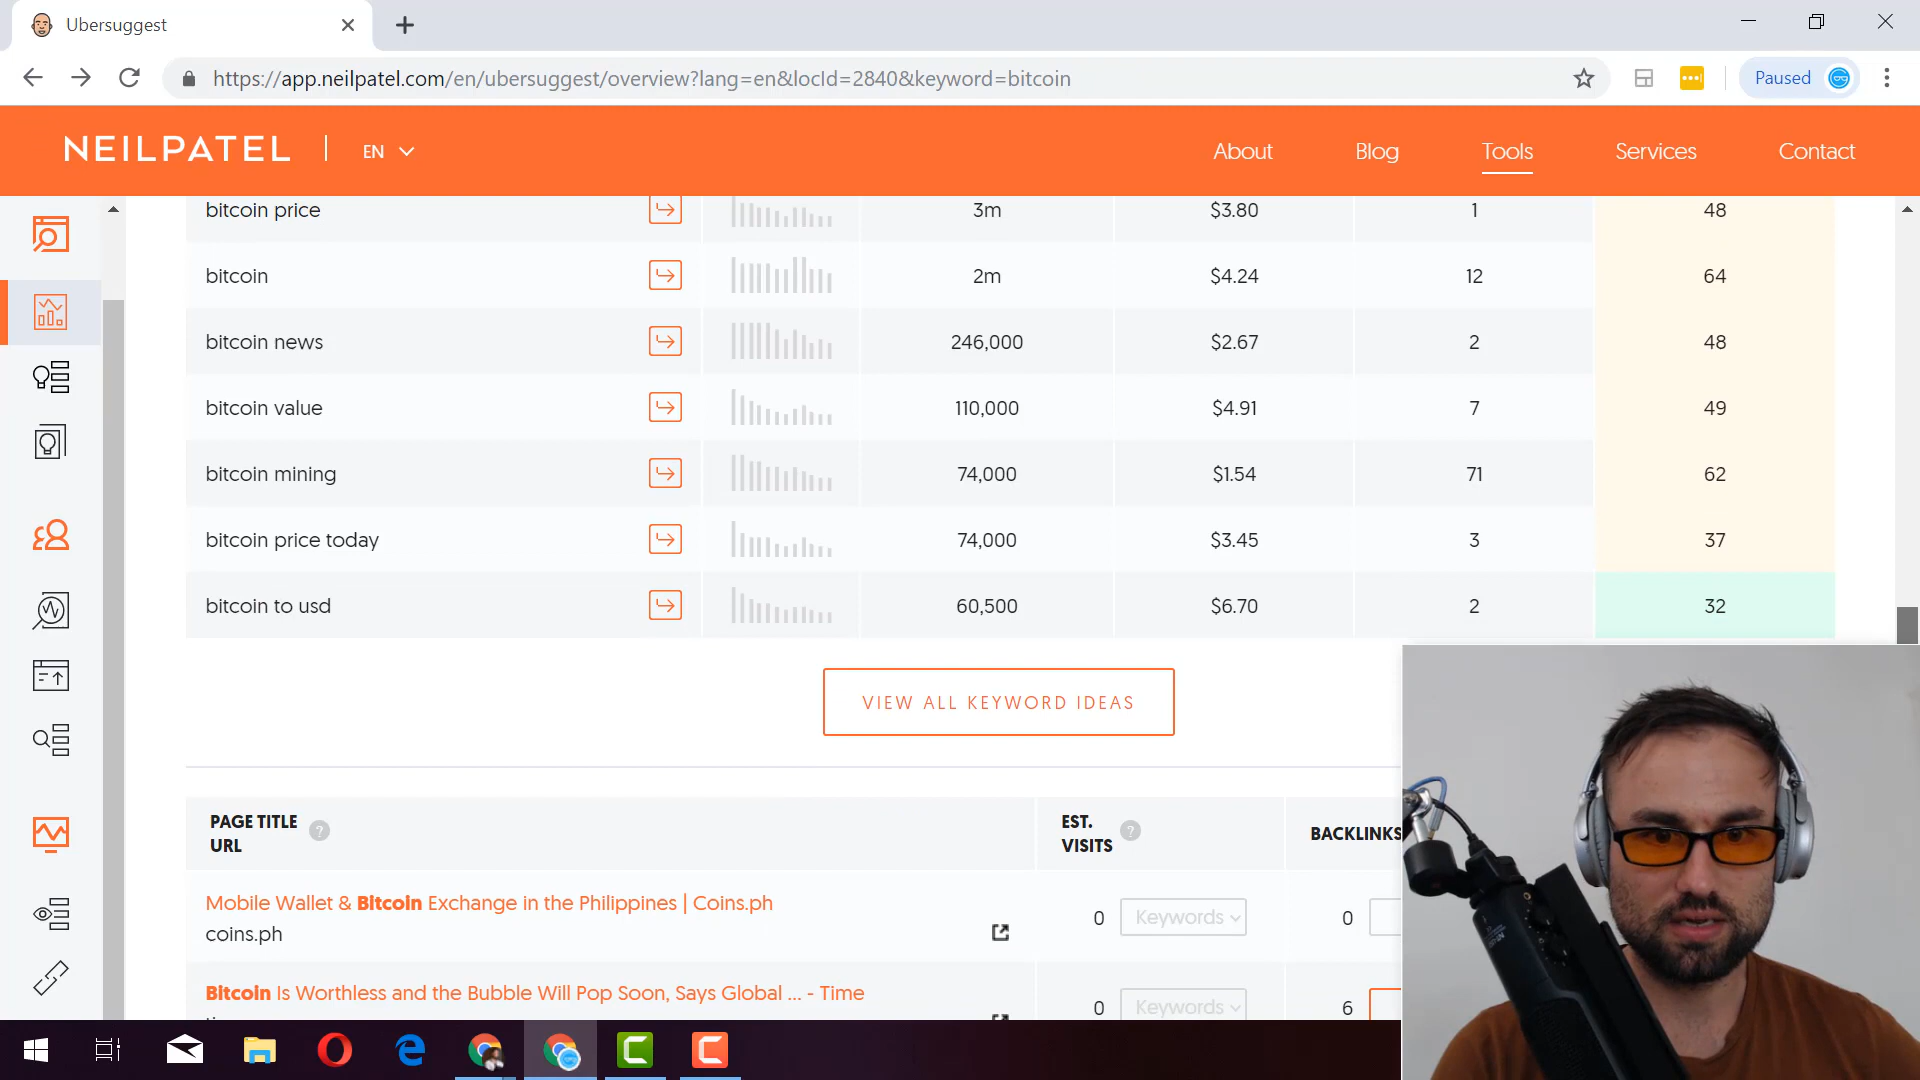 Ubersuggest
https://app.neilpatel.com/en/ubersuggest/overview?lang=en&locId=2840&keyword=bitcoin
Paused
NEILPATEL | EN
About Blog Tools Services Contact
bitcoin price 3m $3.80 1 48
bitcoin 2m $4.24 12 64
bitcoin news 246,000 $2.67 2 48
bitcoin value 110,000 $4.91 7 49
bitcoin mining 74,000 $1.54 71 62
bitcoin price today 74,000 $3.45 3 37
bitcoin to usd 60,500 $6.70 2 32
VIEW ALL KEYWORD IDEAS
PAGE TITLE ? EST. ? BACKLINKS
URL VISITS
Mobile Wallet & Bitcoin Exchange in the Philippines | Coins.ph
coins.ph 0 Keywords 0
Bitcoin Is Worthless and the Bubble Will Pop Soon, Says Global ... - Time
0 Keywords 6